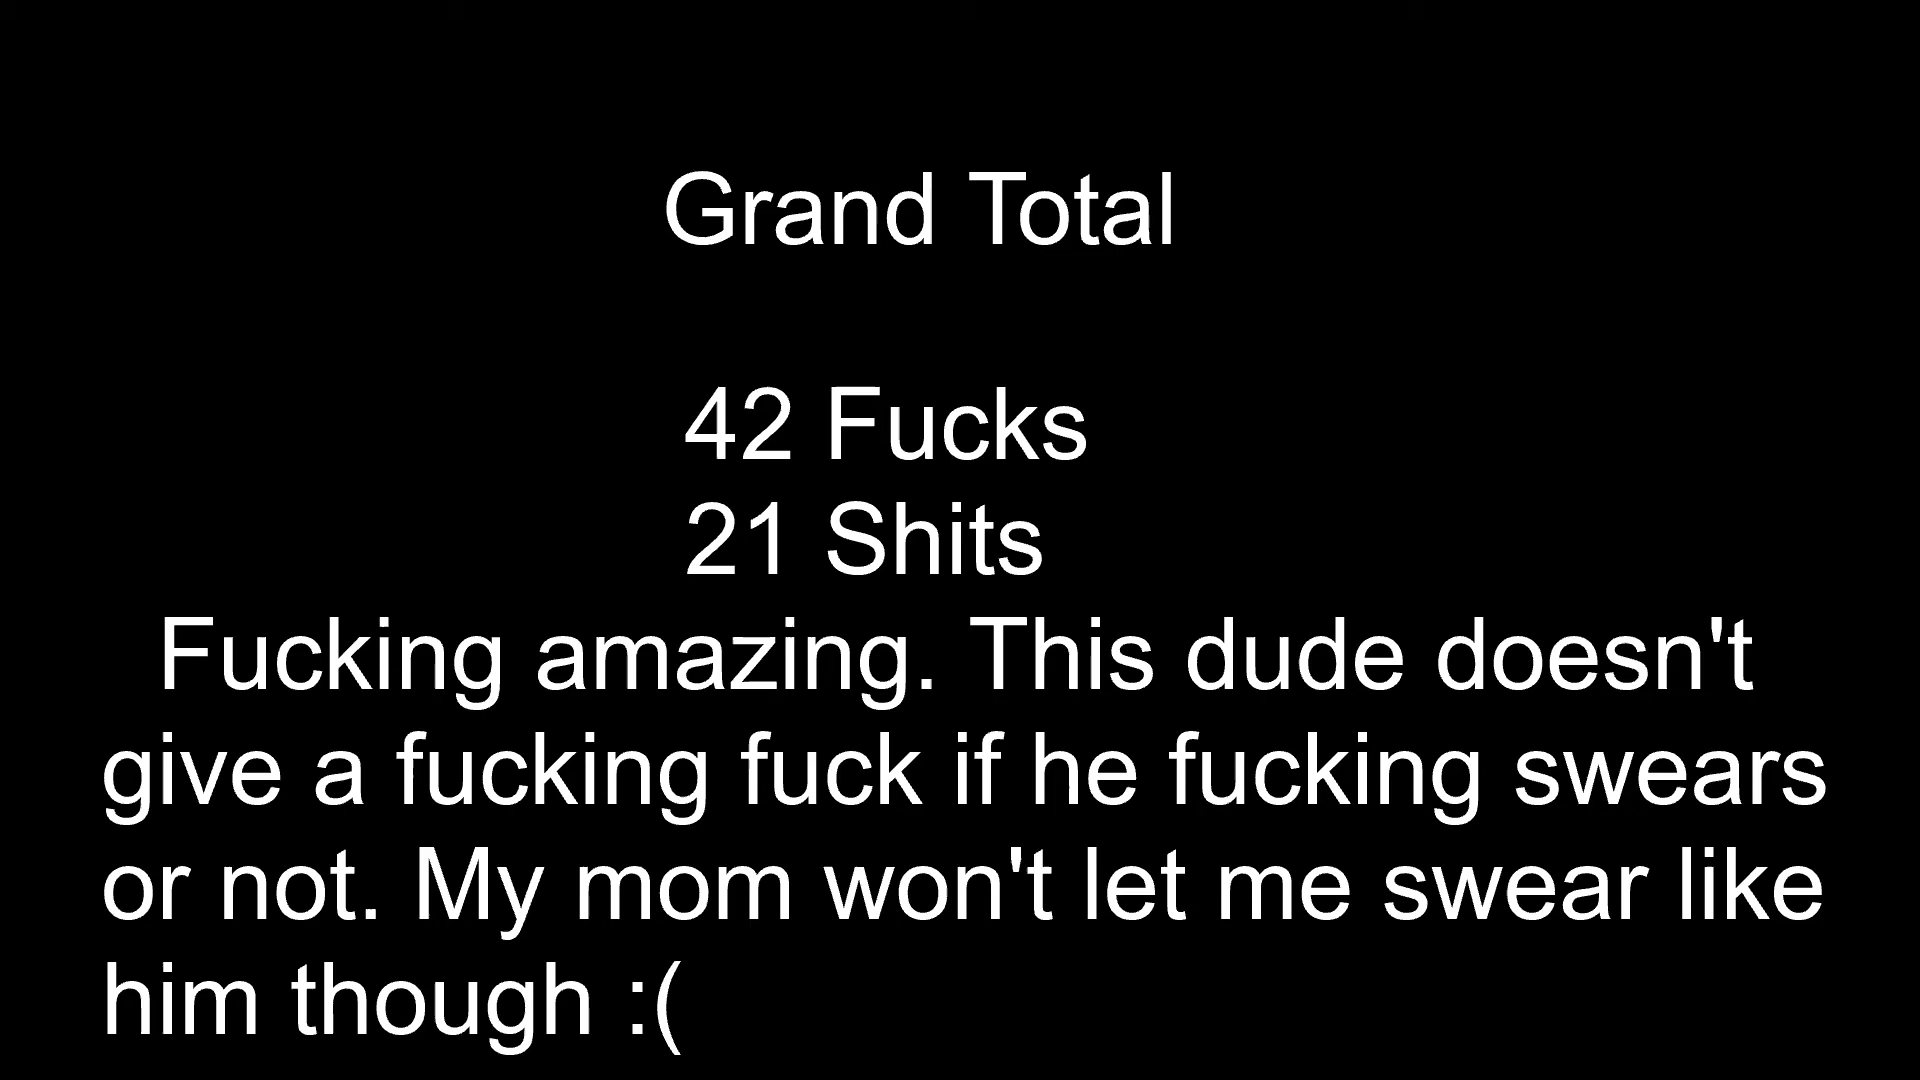 Grand Total
42 Fucks
21 Shits
Fucking amazing. This dude doesn't
give a fucking fuck if he fucking swears
or not. My mom won't let me swear like
him though :(